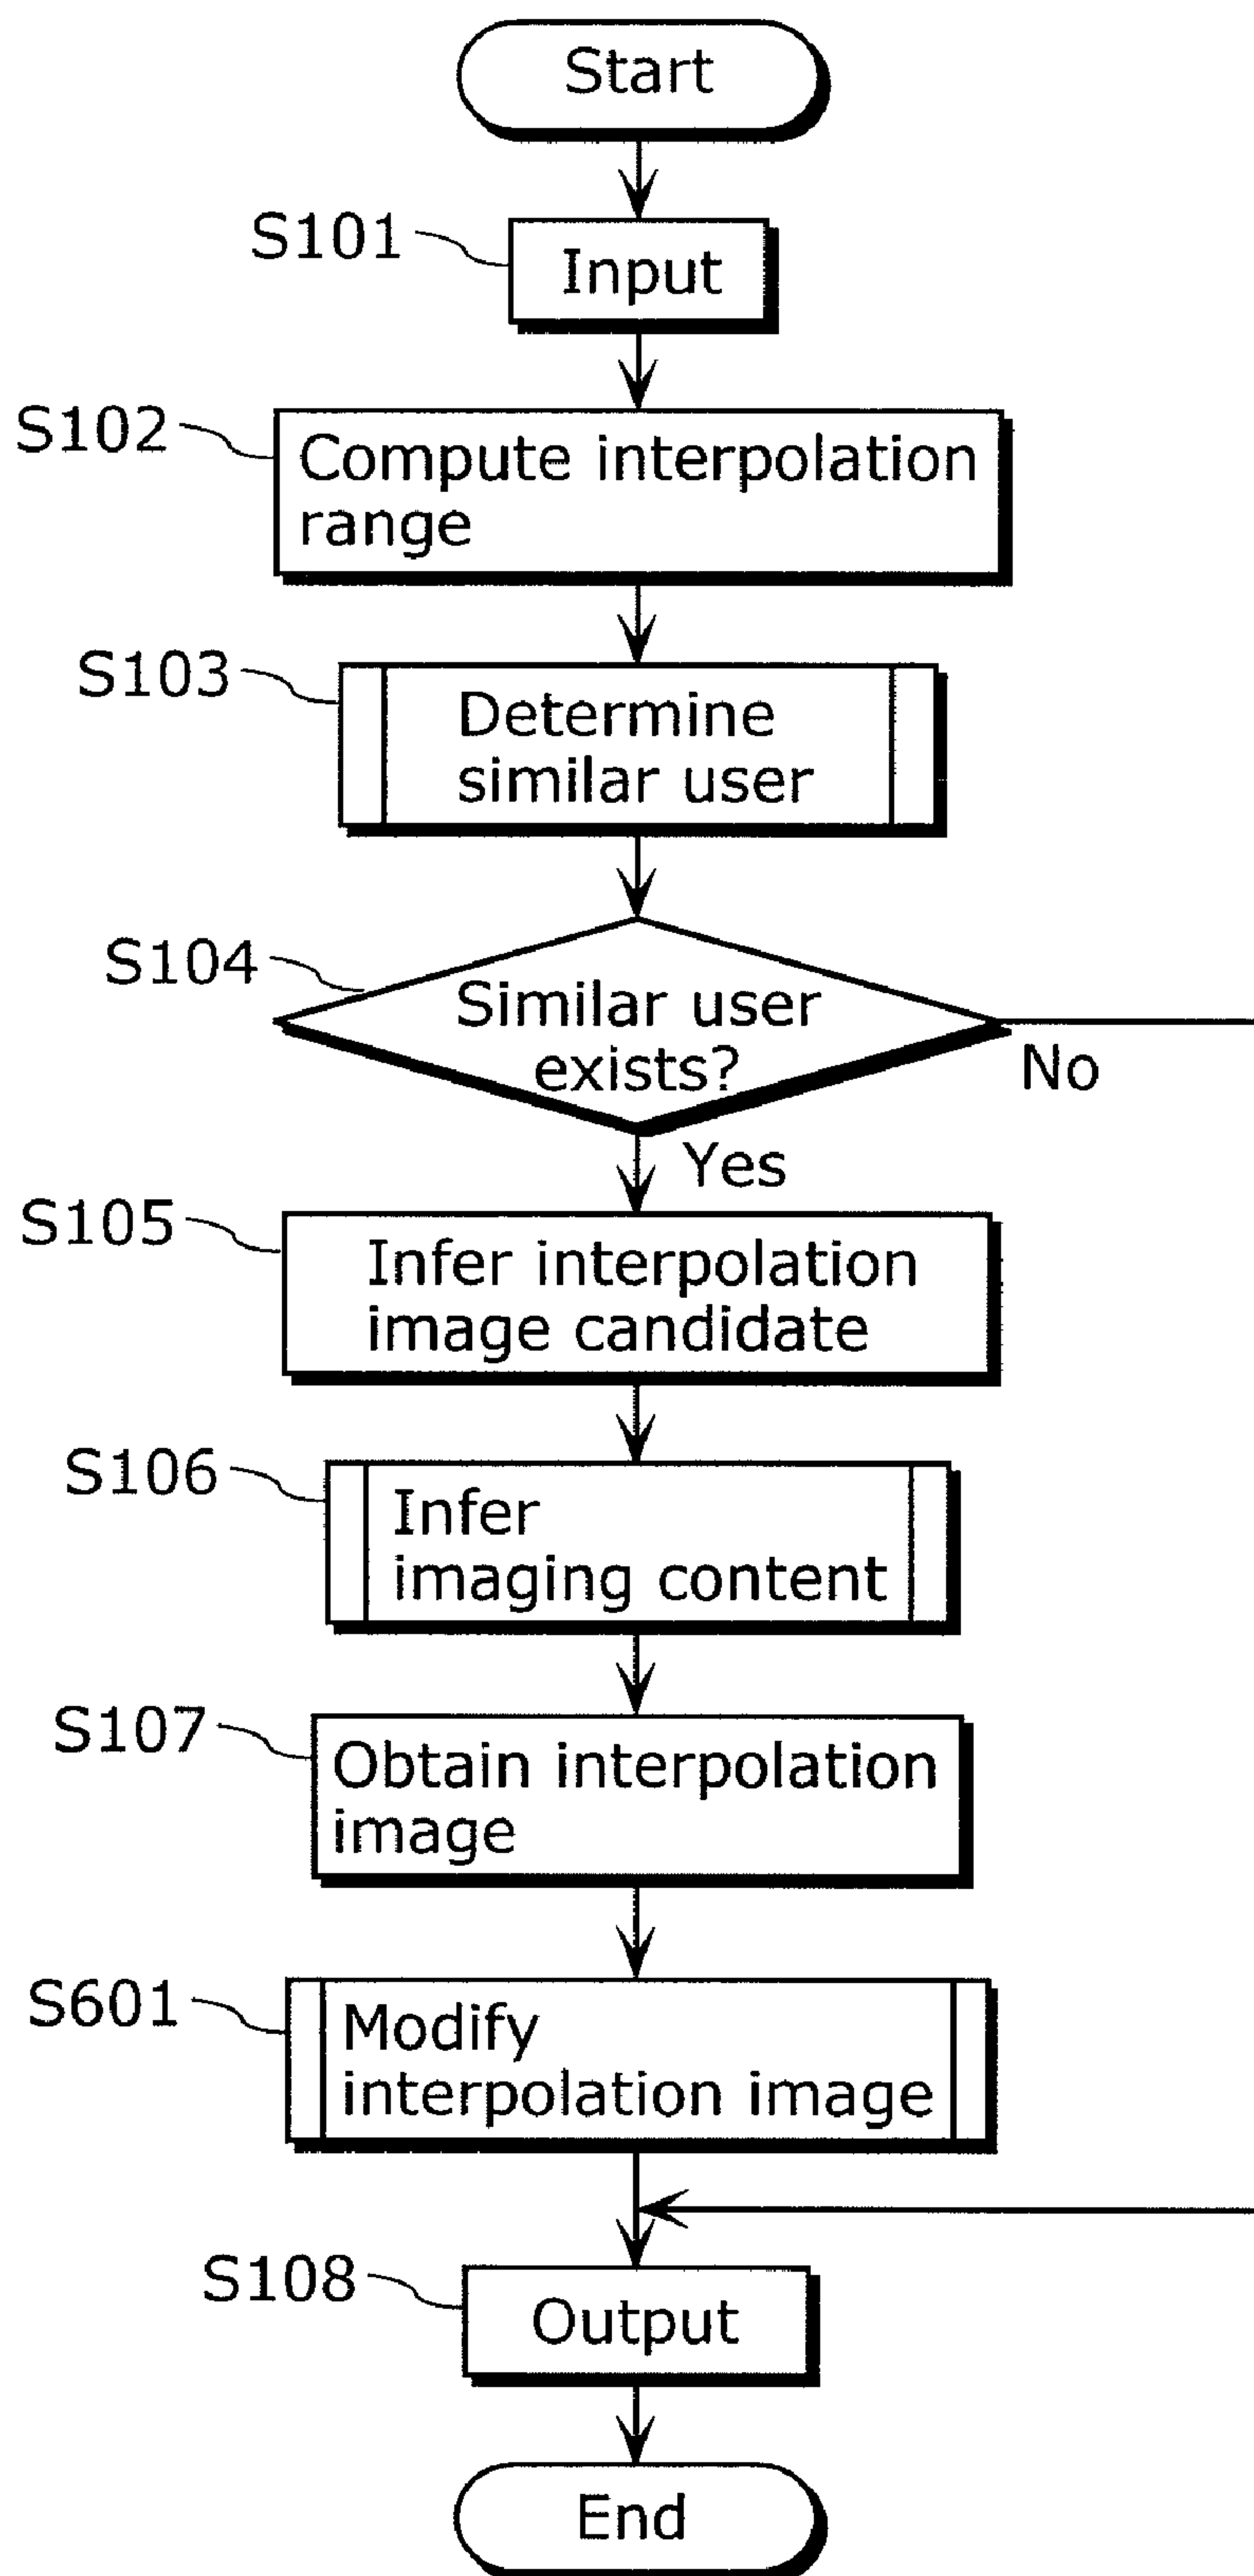 Start
S101
Input
S102
Compute interpolation
range
S103
Determine
similar user
S104
Similar user
exists?
No
Yes
S105
Infer interpolation
image candidate
S106
Infer
imaging content
S107
Obtain interpolation
image
S601
Modify
interpolation image
S108
Output
End